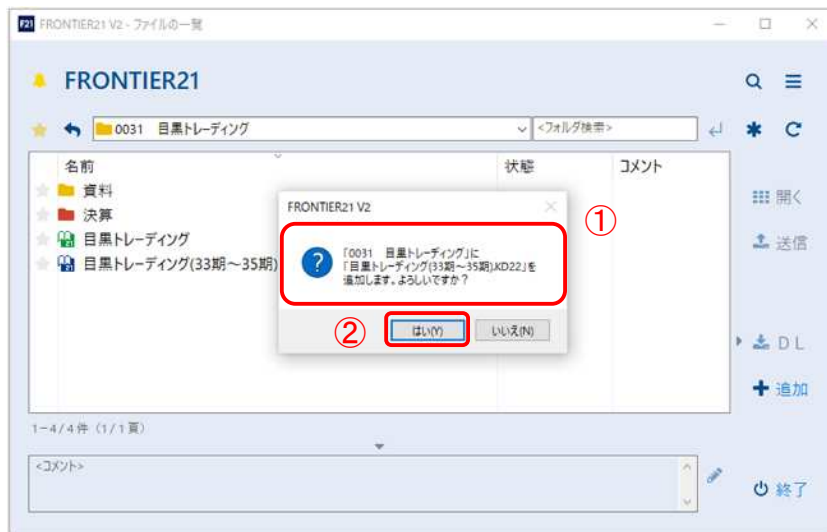 F21 FRONTIER21 V2 - ファイルの一覧
FRONTIER21
0031 目黒トレーディング
<フォルダ検索>
名前 状態 コメント
資料
決算
目黒トレーディング
目黒トレーディング(33期～35期)
開く
送信
DL
追加
FRONTIER21 V2
①
「0031 目黒トレーディング」に
「目黒トレーディング(33期～35期).KD22」を
追加します。よろしいですか？
②
はい(Y) いいえ(N)
1-4/4件 (1/1頁)
<コメント>
終了